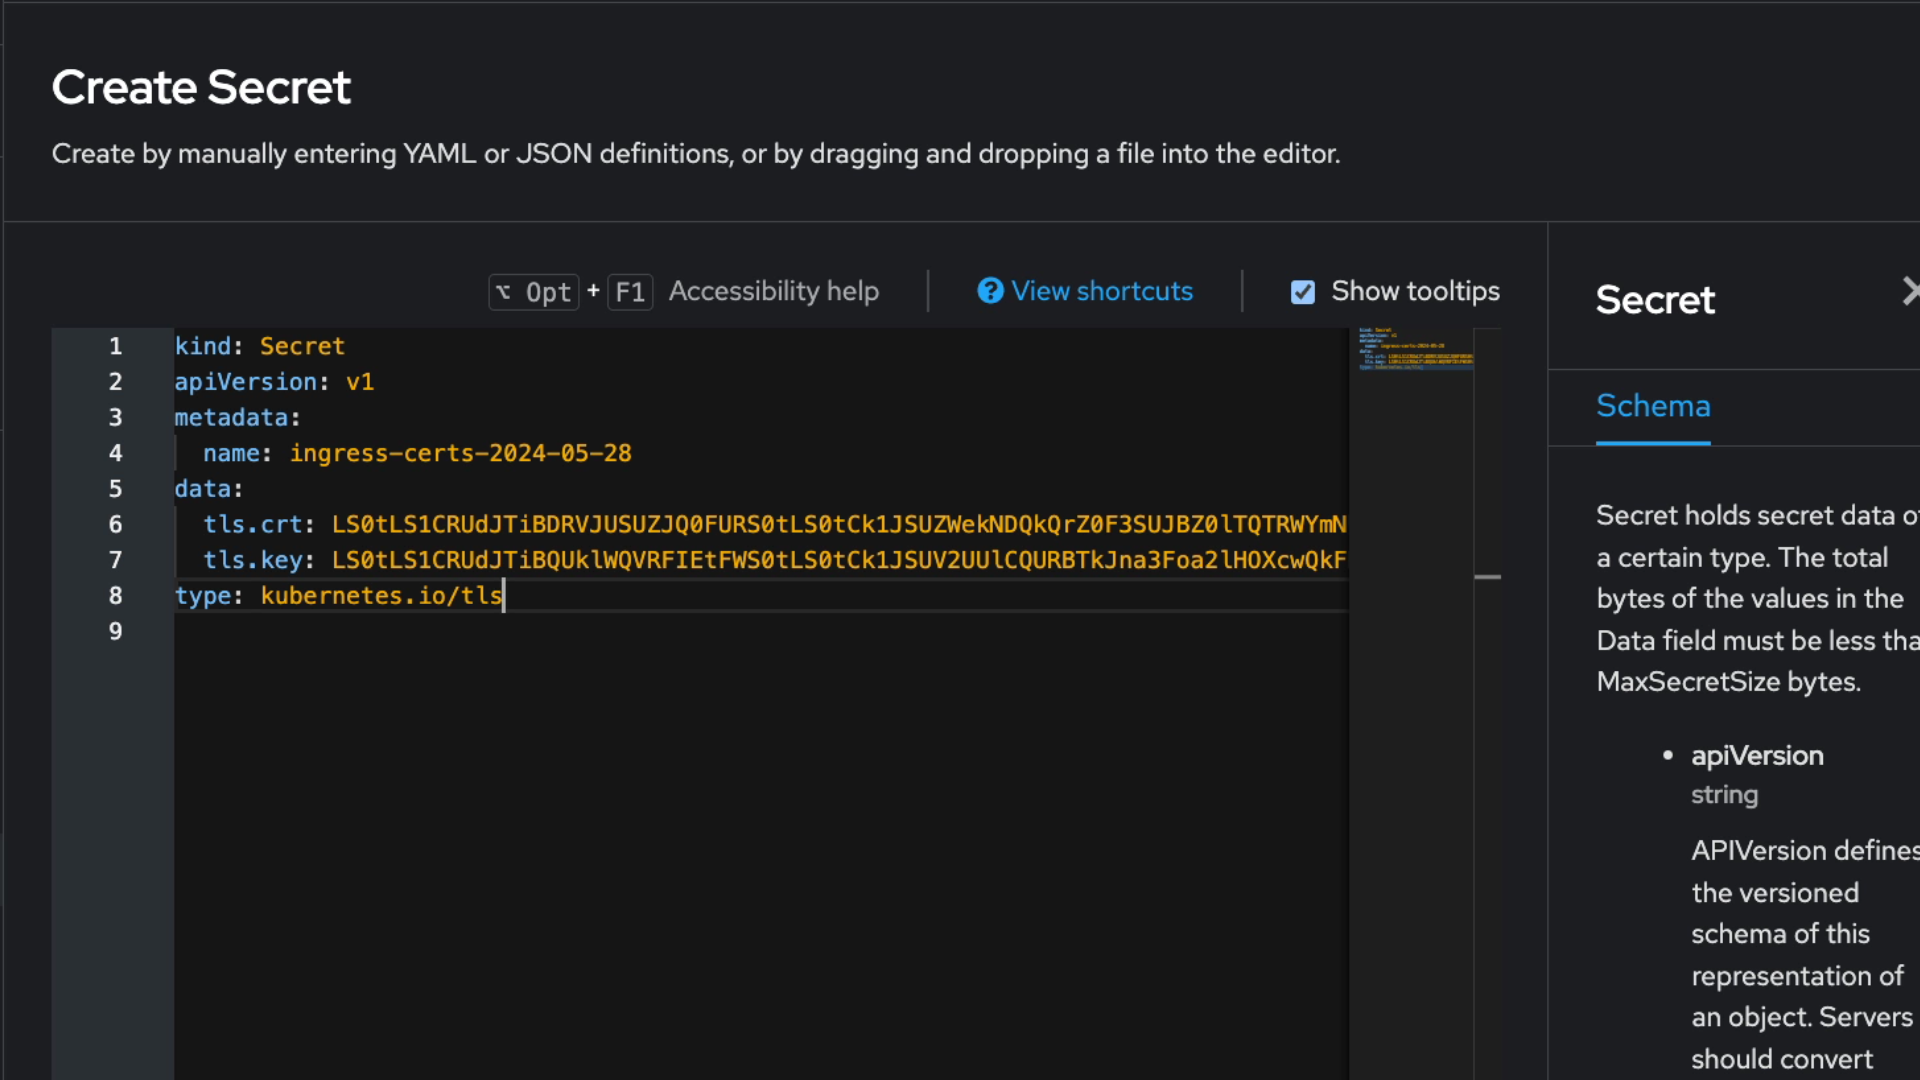 Create Secret
Create by manually entering YAML or JSON definitions, or by dragging and dropping a file into the editor.
⌥ Opt + F1 Accessibility help View shortcuts Show tooltips
1 kind: Secret
2 apiVersion: v1
3 metadata:
4 name: ingress-certs-2024-05-28
5 data:
6 tls.crt: LS0tLS1CRUdJTiBDRVJUSUZJQ0FURS0tLS0tCk1JSUZWekNDQkQrZ0F3SUJBZ0lTQTRWYmN
7 tls.key: LS0tLS1CRUdJTiBQUklWQVRFIEtFWS0tLS0tCk1JSUV2UUlCQURBTkJna3Foa2lHOXcwQkF
8 type: kubernetes.io/tls
9
Secret
Schema
Secret holds secret data of
a certain type. The total
bytes of the values in the
Data field must be less tha
MaxSecretSize bytes.
• apiVersion
string
APIVersion defines
the versioned
schema of this
representation of
an object. Servers
should convert